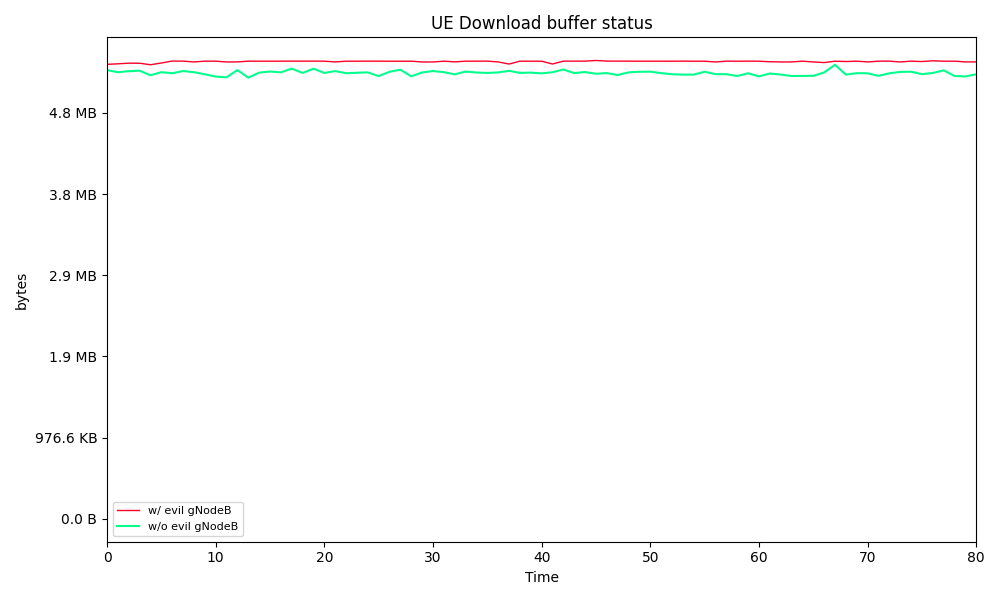 UE Download buffer status
bytes
4.8 MB
3.8 MB
2.9 MB
1.9 MB
976.6 KB
0.0 B
w/ evil gNodeB
w/o evil gNodeB
0 10 20 30 40 50 60 70 80
Time